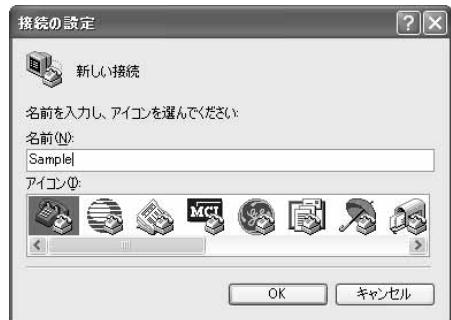 接続の設定
新しい接続
名前を入力し、アイコンを選んでください:
名前(N):
Sample
アイコン(I):
MCI
OK キャンセル